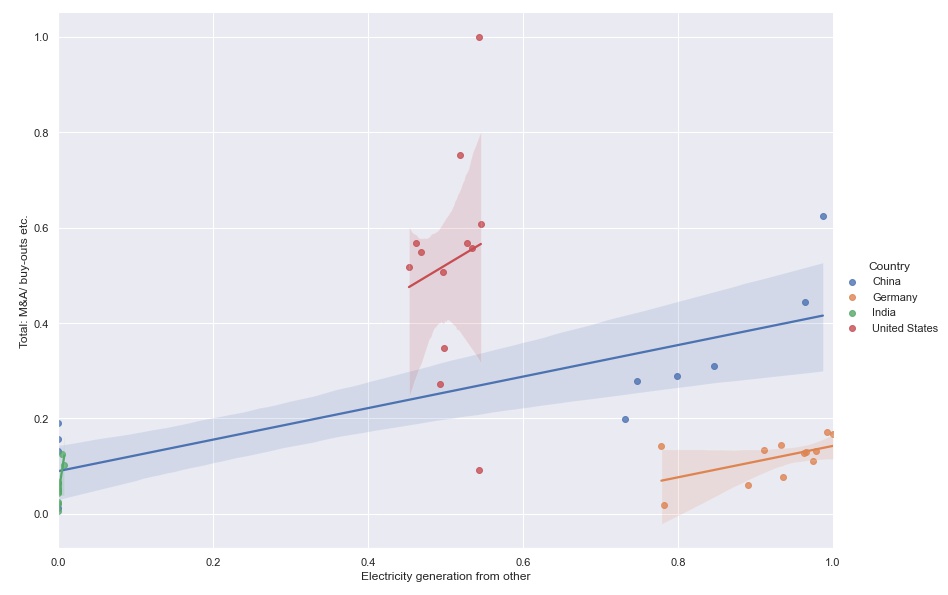 1.0
0.8
0.6
0.4
0.2
0.0
Total: M&A/ buy-outs etc.
0.0 0.2 0.4 0.6 0.8 1.0
Electricity generation from other
Country
China
Germany
India
United States